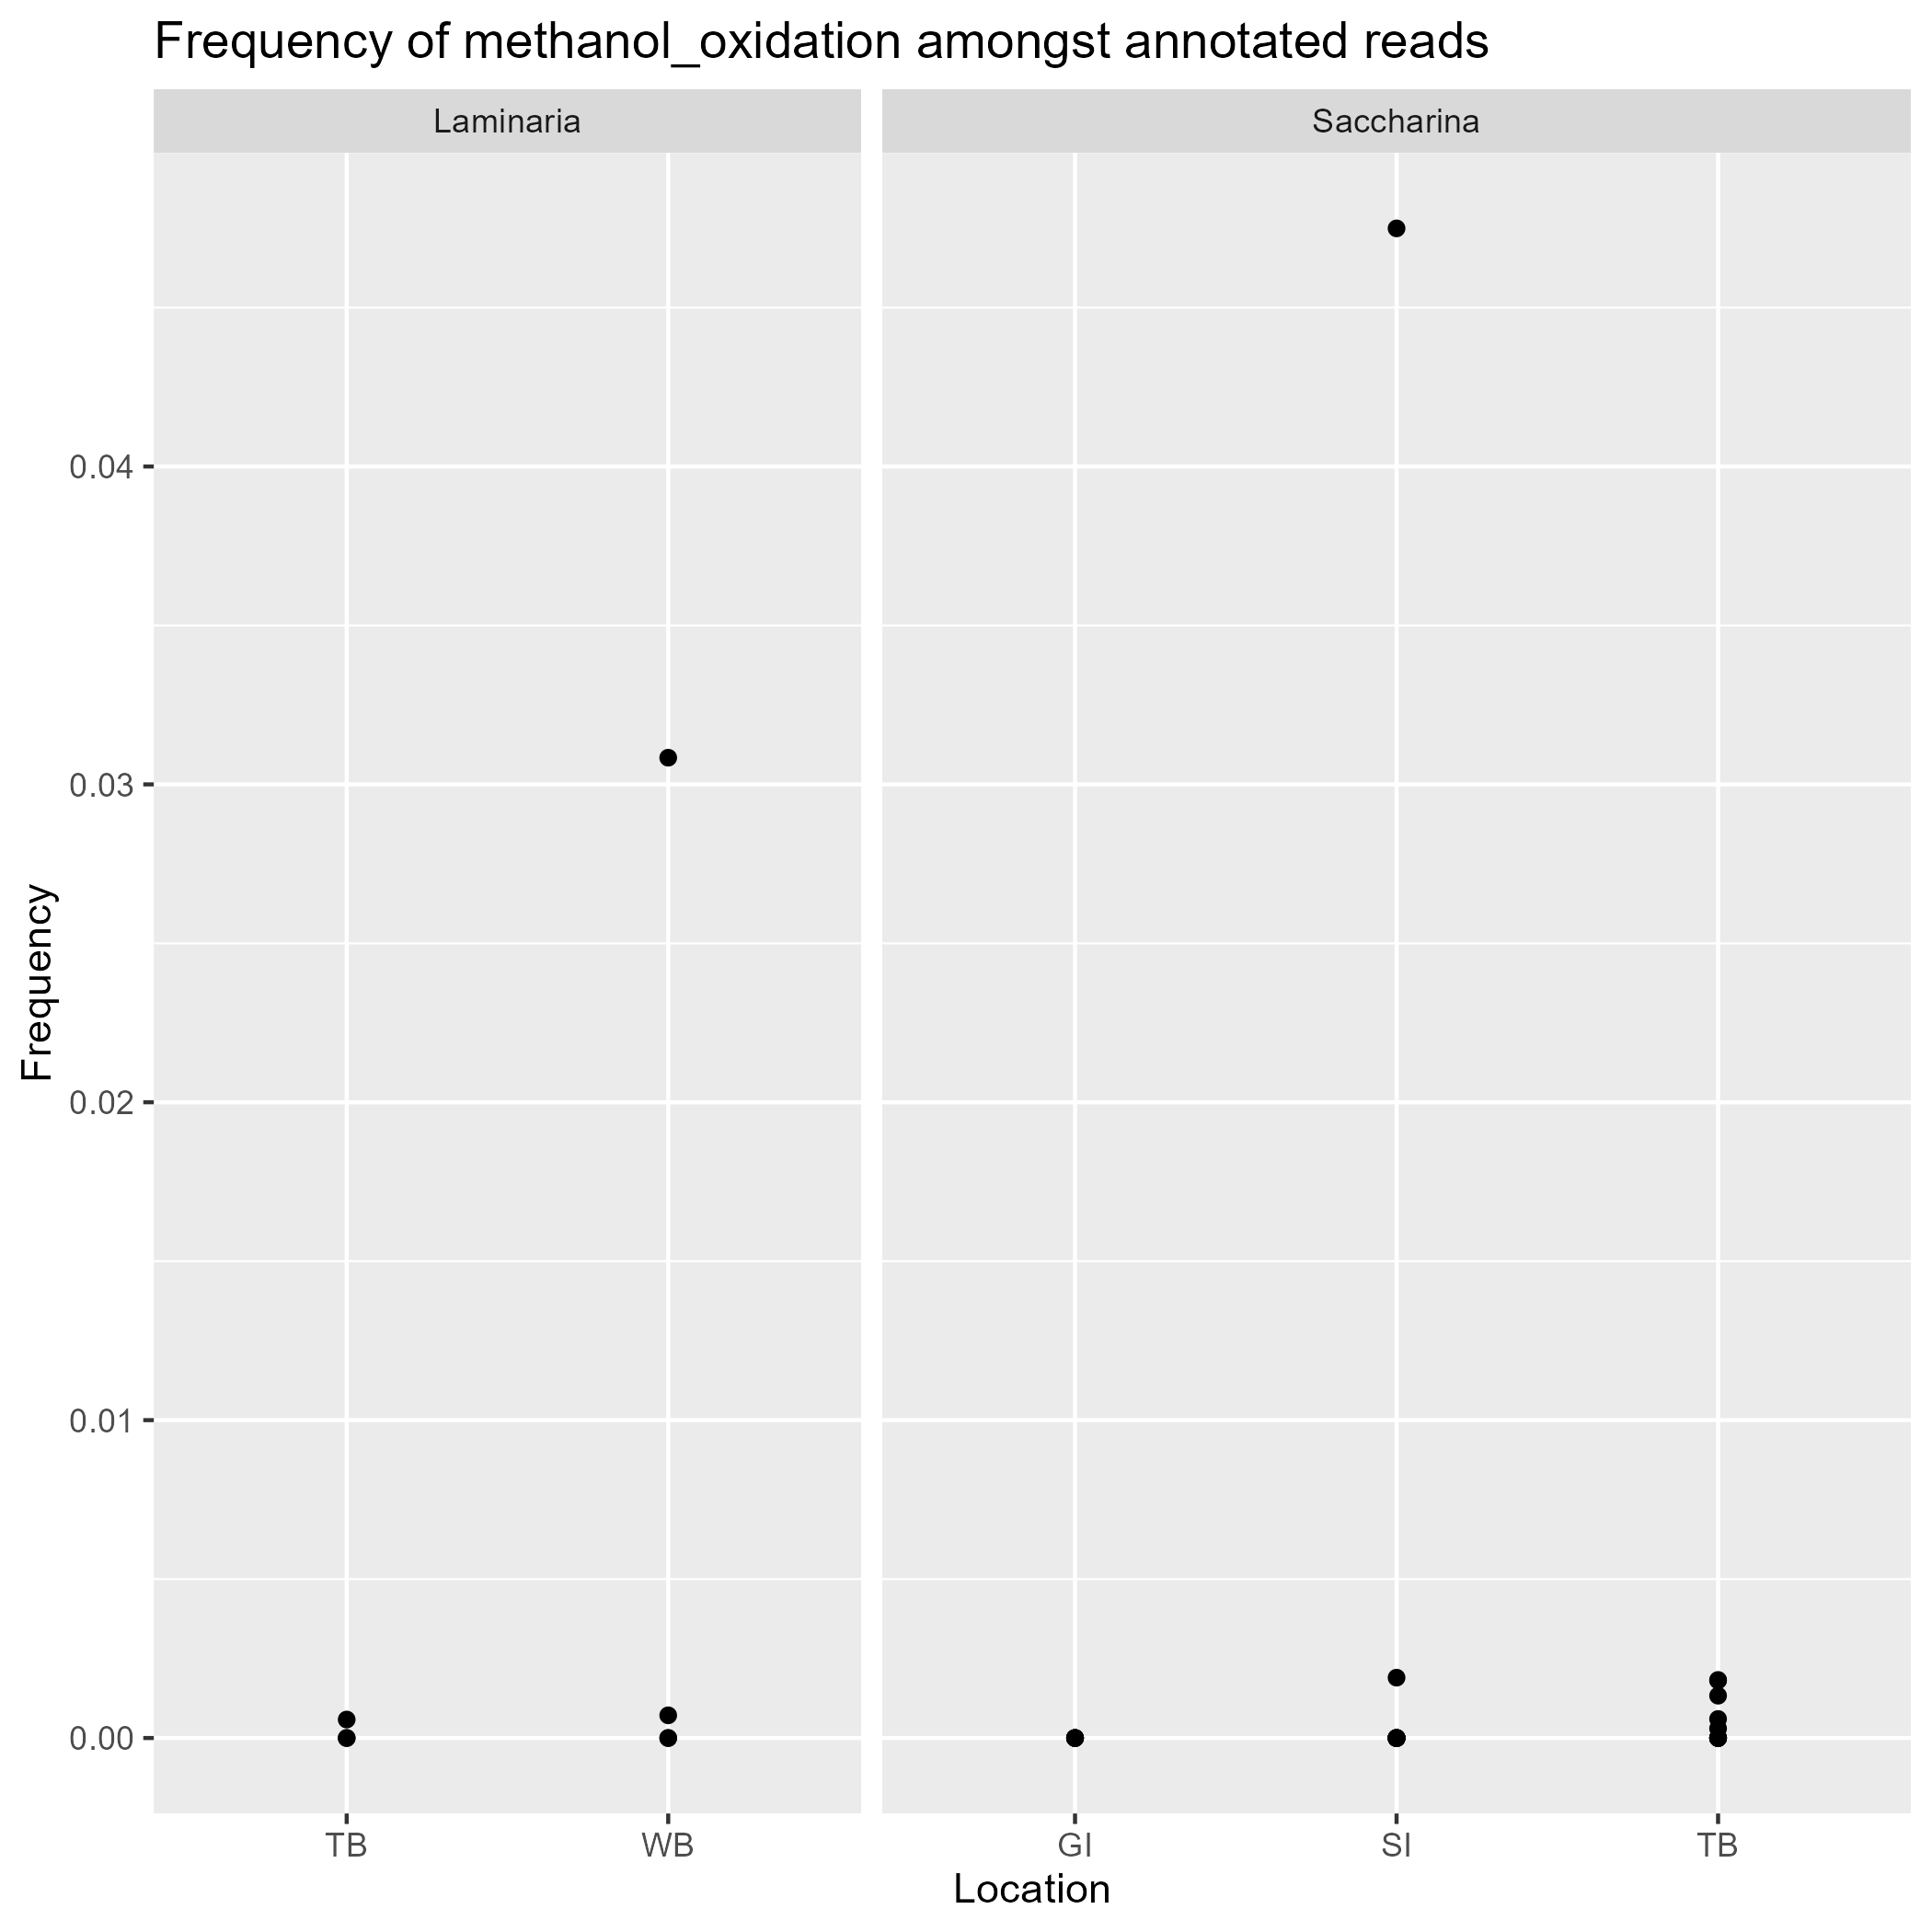 Frequency of methanol_oxidation amongst annotated reads
Laminaria
Saccharina
Frequency
0.04
0.03
0.02
0.01
0.00
TB
WB
GI
SI
TB
Location